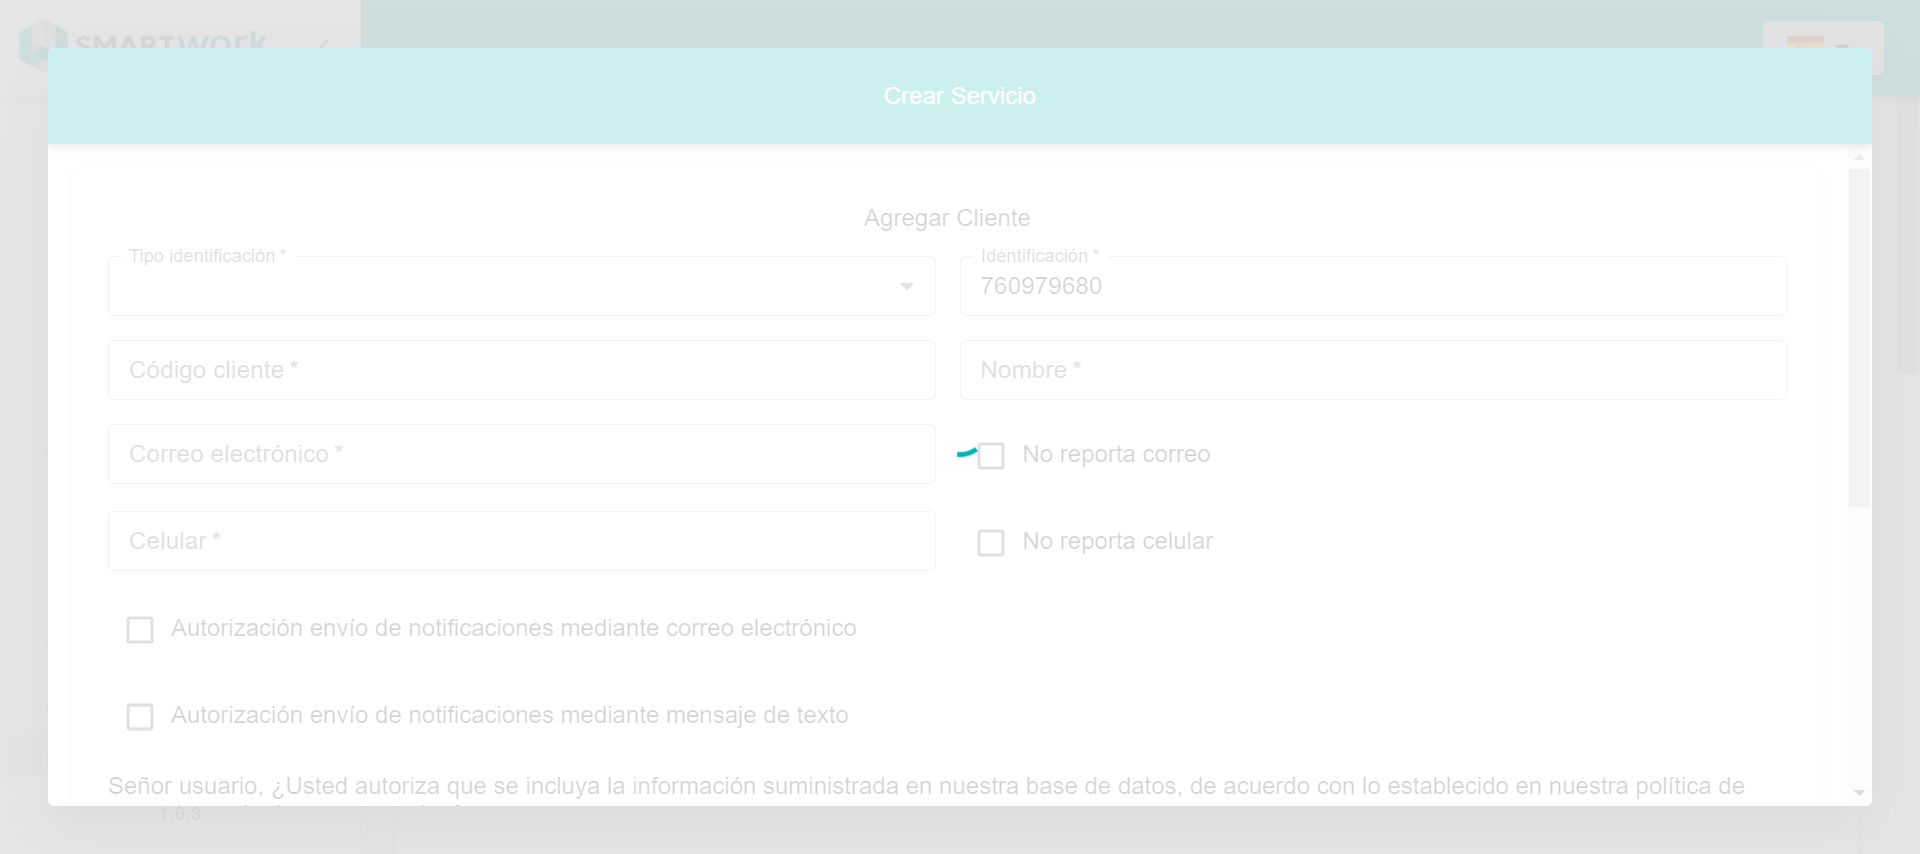 SMARTwork
Crear Servicio
Agregar Cliente
Tipo identificación *
Identificación *
760979680
Código cliente *
Nombre *
Correo electrónico *
No reporta correo
Celular *
No reporta celular
Autorización envío de notificaciones mediante correo electrónico
Autorización envío de notificaciones mediante mensaje de texto
Señor usuario, ¿Usted autoriza que se incluya la información suministrada en nuestra base de datos, de acuerdo con lo establecido en nuestra política de
1.6.3